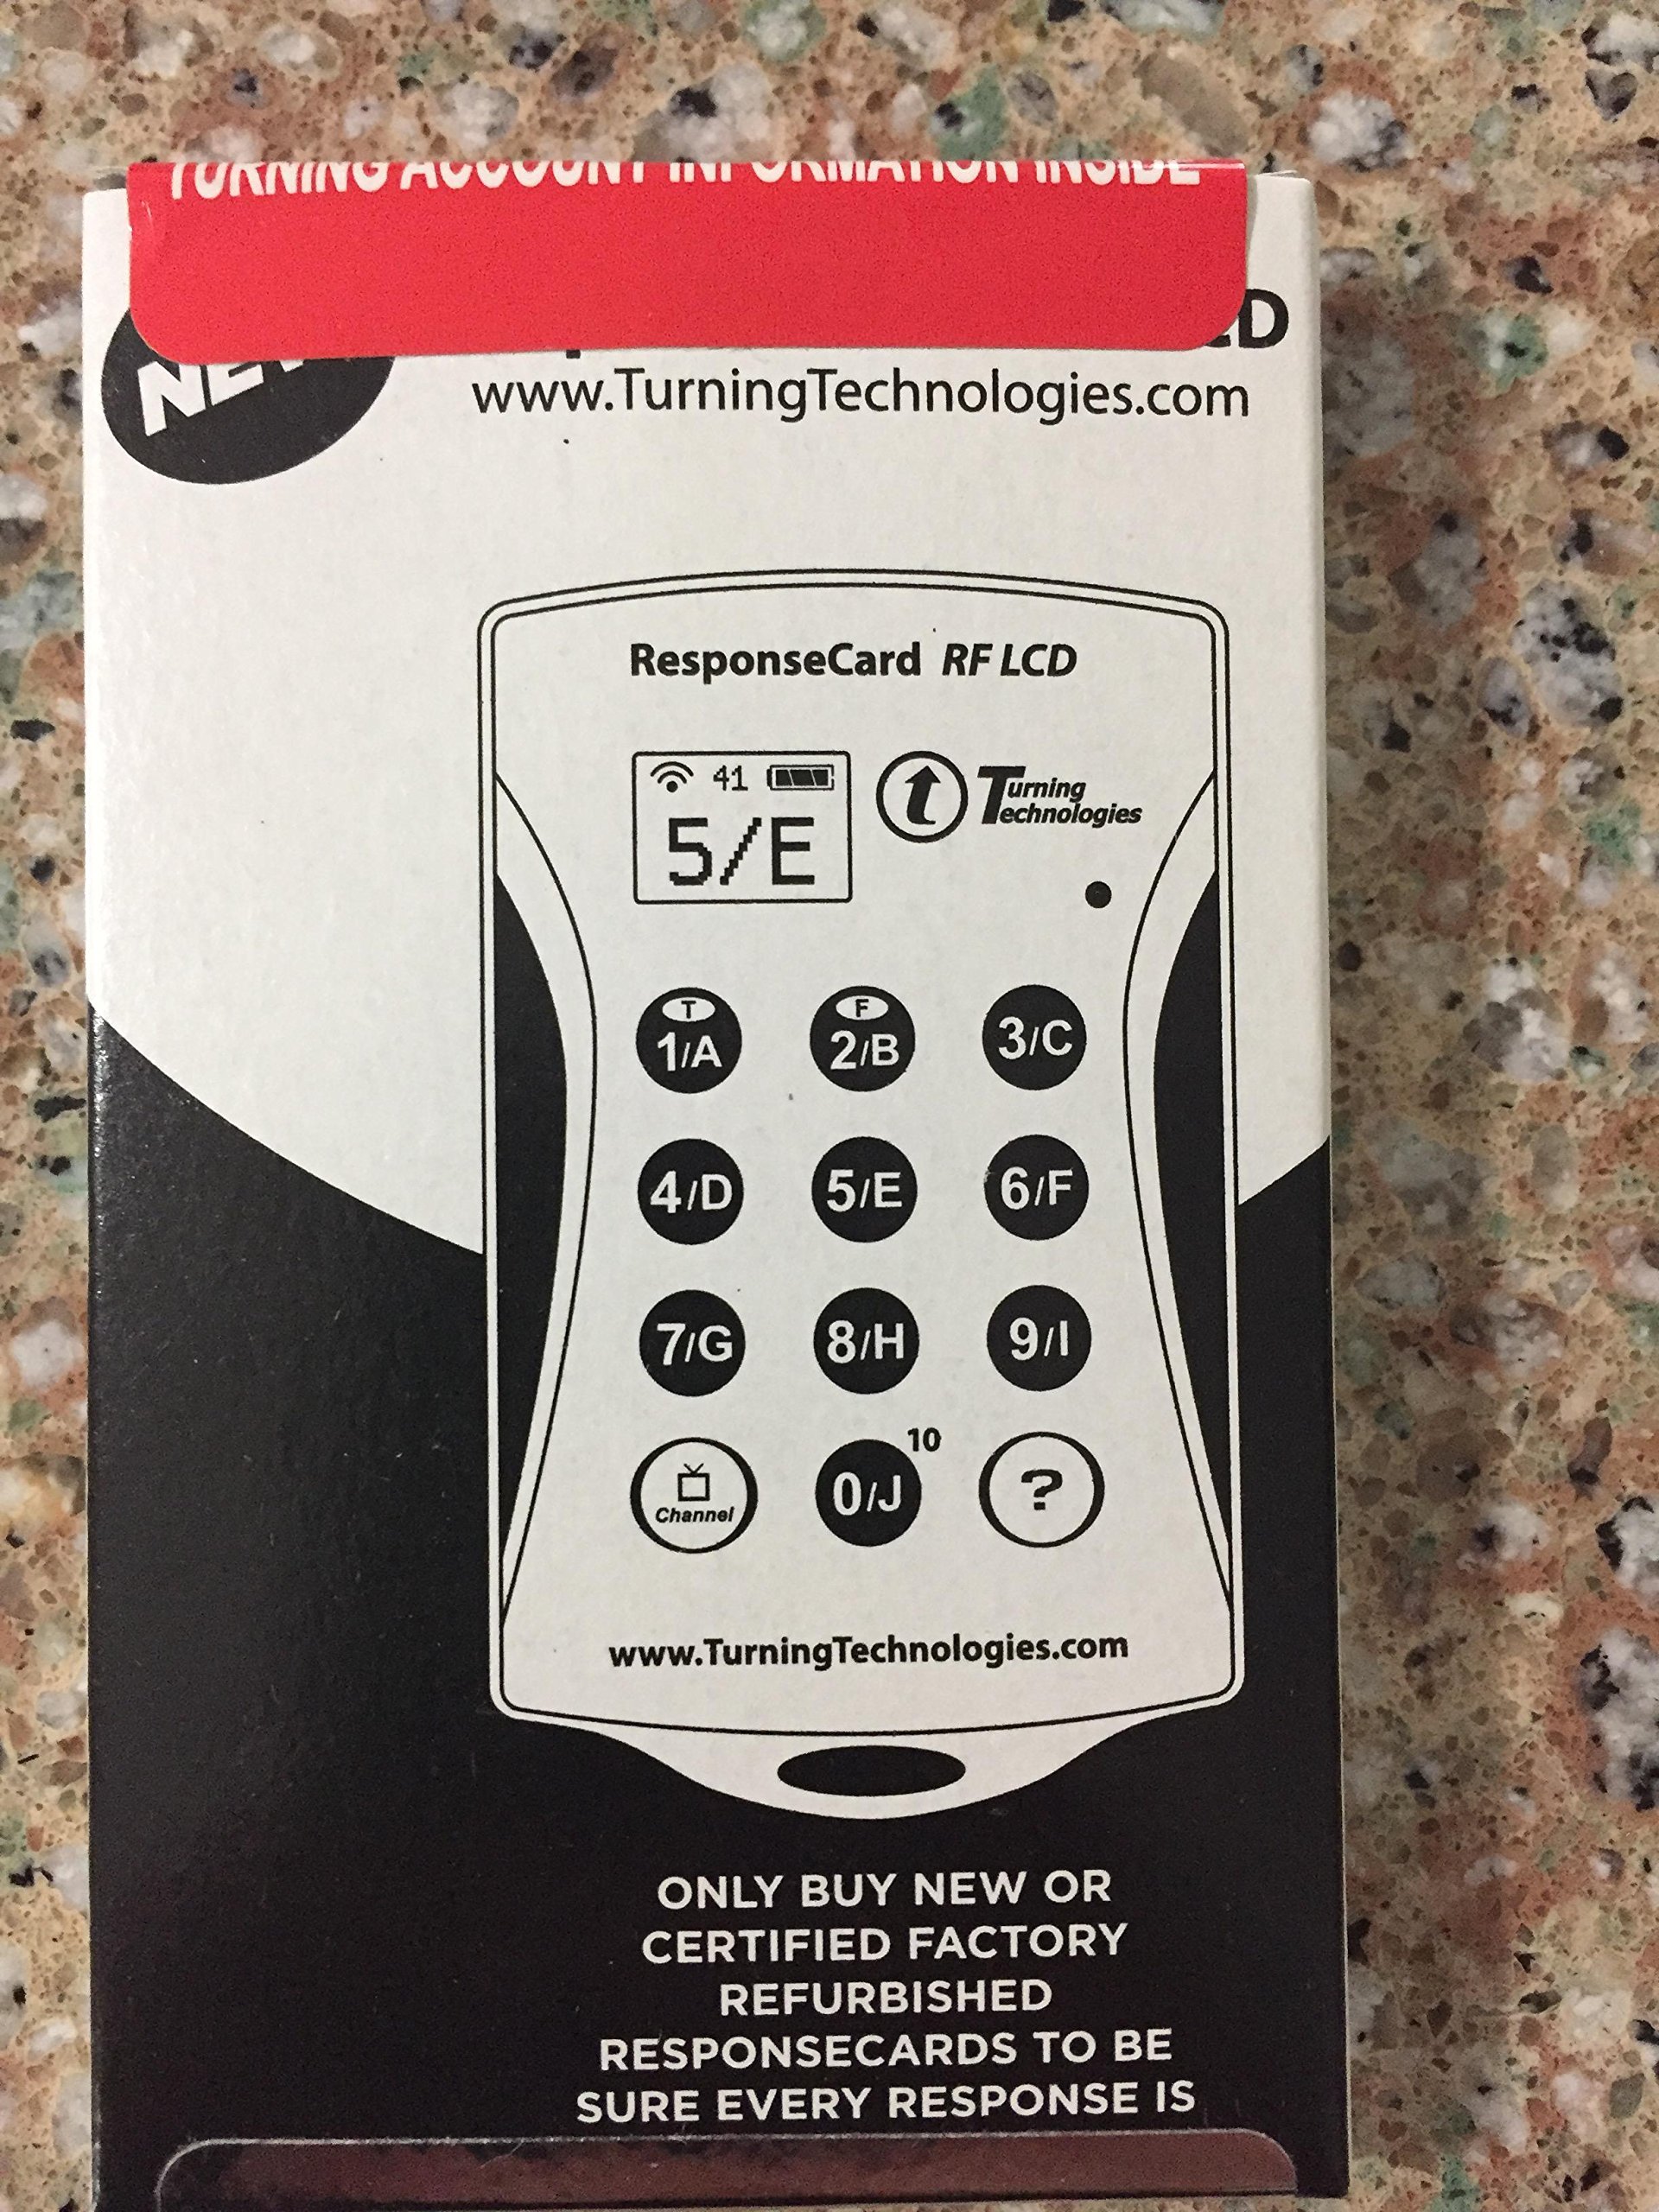 TURNING ACCOUNT INFORMATION INSIDE
www.TurningTechnologies.com
ResponseCard RF LCD
41
5/E
Turning
Technologies
T
1/A
F
2/B
3/C
4/D
5/E
6/F
7/G
8/H
9/I
Channel
0/J
10
?
www.TurningTechnologies.com
ONLY BUY NEW OR
CERTIFIED FACTORY
REFURBISHED
RESPONSECARDS TO BE
SURE EVERY RESPONSE IS